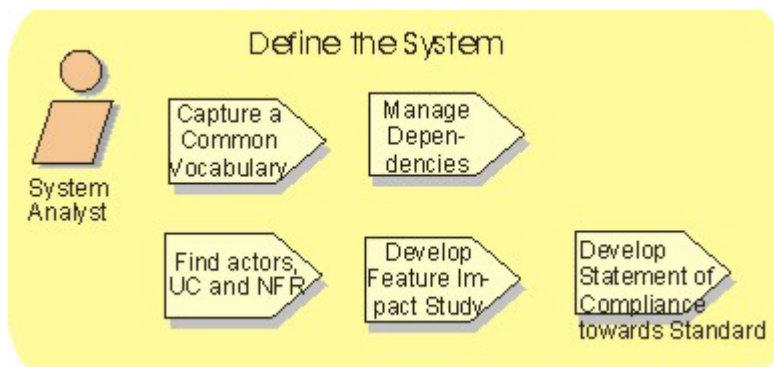 Define the System
Capture a
Common
Vocabulary
Manage
Depen-
dencies
System
Analyst
Find actors,
UC and NFR
Develop
Feature Im-
pact Study
Develop
Statement of
Compliance
towards Standard